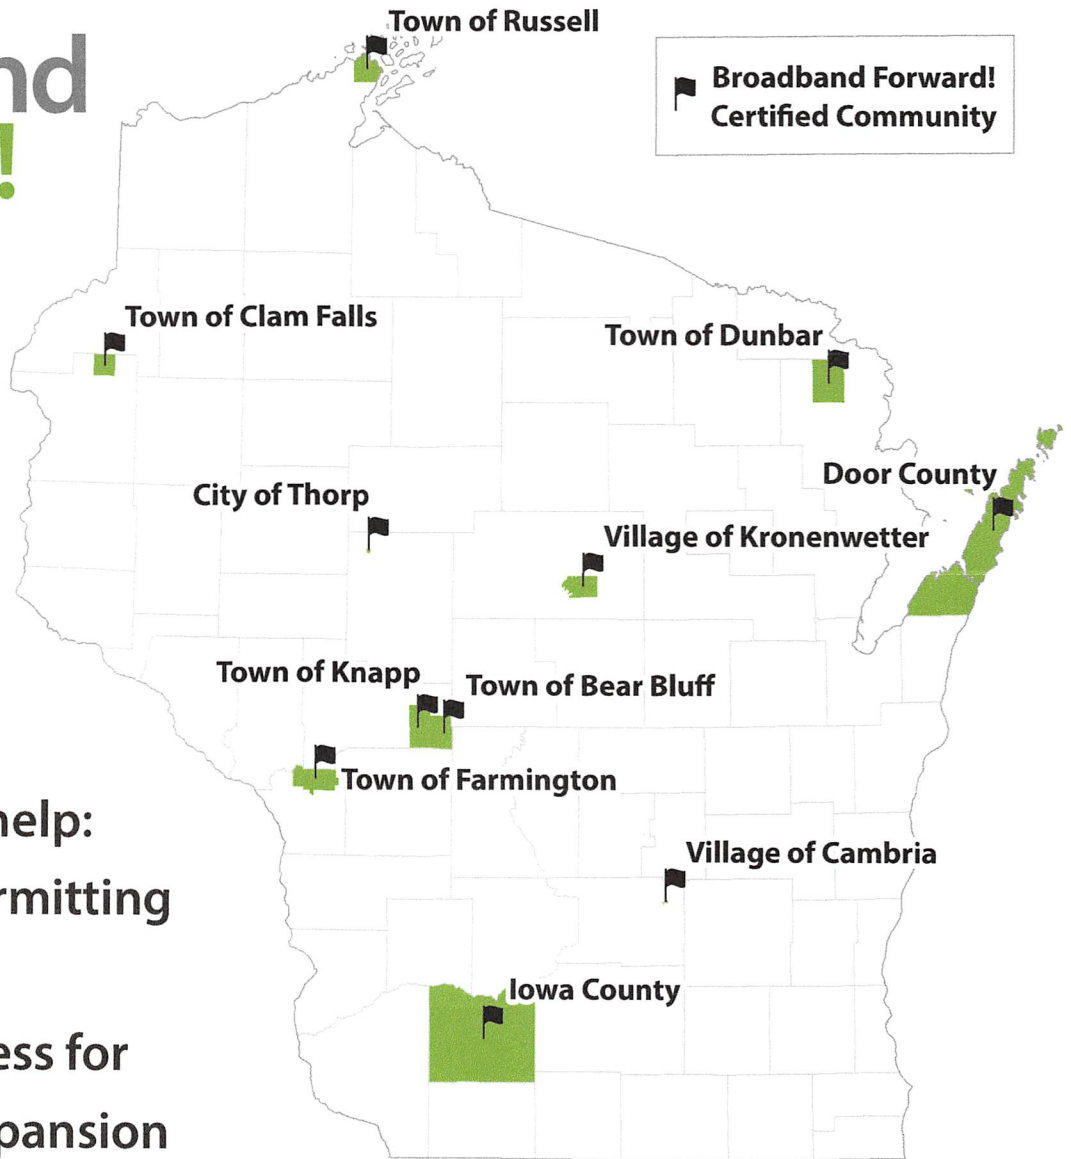 nd
!
Town of Russell
Broadband Forward!
Certified Community
Town of Clam Falls
Town of Dunbar
Door County
City of Thorp
Village of Kronenwetter
Town of Knapp
Town of Bear Bluff
Town of Farmington
Village of Cambria
Iowa County
help:
rmitting
ess for
pansion